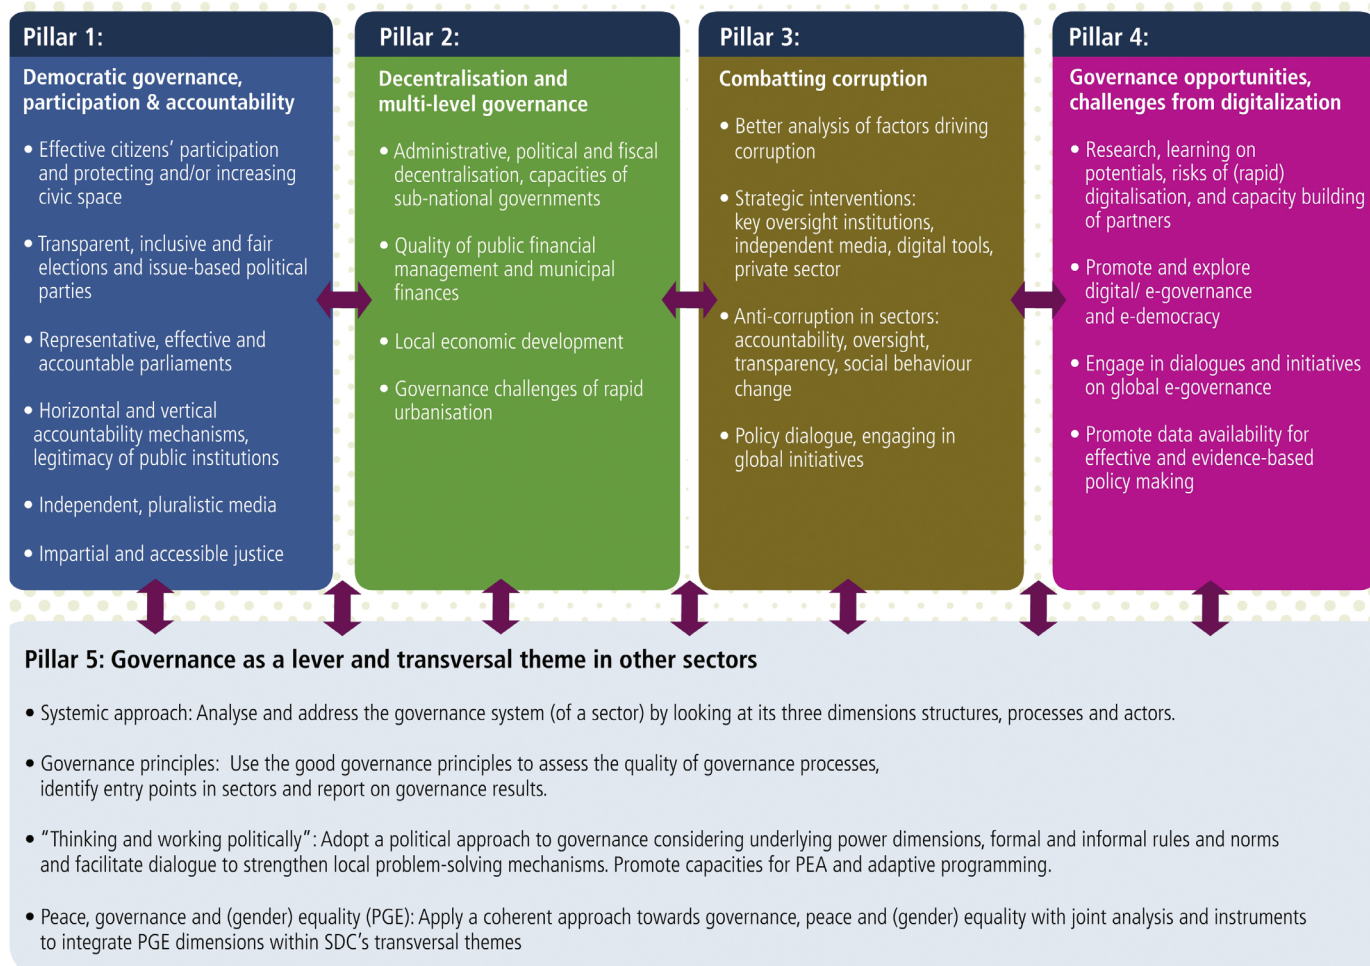 Pillar 1:
Democratic governance,
participation & accountability
• Effective citizens’ participation
and protecting and/or increasing
civic space
• Transparent, inclusive and fair
elections and issue-based political
parties
• Representative, effective and
accountable parliaments
• Horizontal and vertical
accountability mechanisms,
legitimacy of public institutions
• Independent, pluralistic media
• Impartial and accessible justice
Pillar 2:
Decentralisation and
multi-level governance
• Administrative, political and fiscal
decentralisation, capacities of
sub-national governments
• Quality of public financial
management and municipal
finances
• Local economic development
• Governance challenges of rapid
urbanisation
Pillar 3:
Combatting corruption
• Better analysis of factors driving
corruption
• Strategic interventions:
key oversight institutions,
independent media, digital tools,
private sector
• Anti-corruption in sectors:
accountability, oversight,
transparency, social behaviour
change
• Policy dialogue, engaging in
global initiatives
Pillar 4:
Governance opportunities,
challenges from digitalization
• Research, learning on
potentials, risks of (rapid)
digitalisation, and capacity building
of partners
• Promote and explore
digital/ e-governance
and e-democracy
• Engage in dialogues and initiatives
on global e-governance
• Promote data availability for
effective and evidence-based
policy making
Pillar 5: Governance as a lever and transversal theme in other sectors
• Systemic approach: Analyse and address the governance system (of a sector) by looking at its three dimensions structures, processes and actors.
• Governance principles: Use the good governance principles to assess the quality of governance processes,
identify entry points in sectors and report on governance results.
• “Thinking and working politically”: Adopt a political approach to governance considering underlying power dimensions, formal and informal rules and norms
and facilitate dialogue to strengthen local problem-solving mechanisms. Promote capacities for PEA and adaptive programming.
• Peace, governance and (gender) equality (PGE): Apply a coherent approach towards governance, peace and (gender) equality with joint analysis and instruments
to integrate PGE dimensions within SDC’s transversal themes